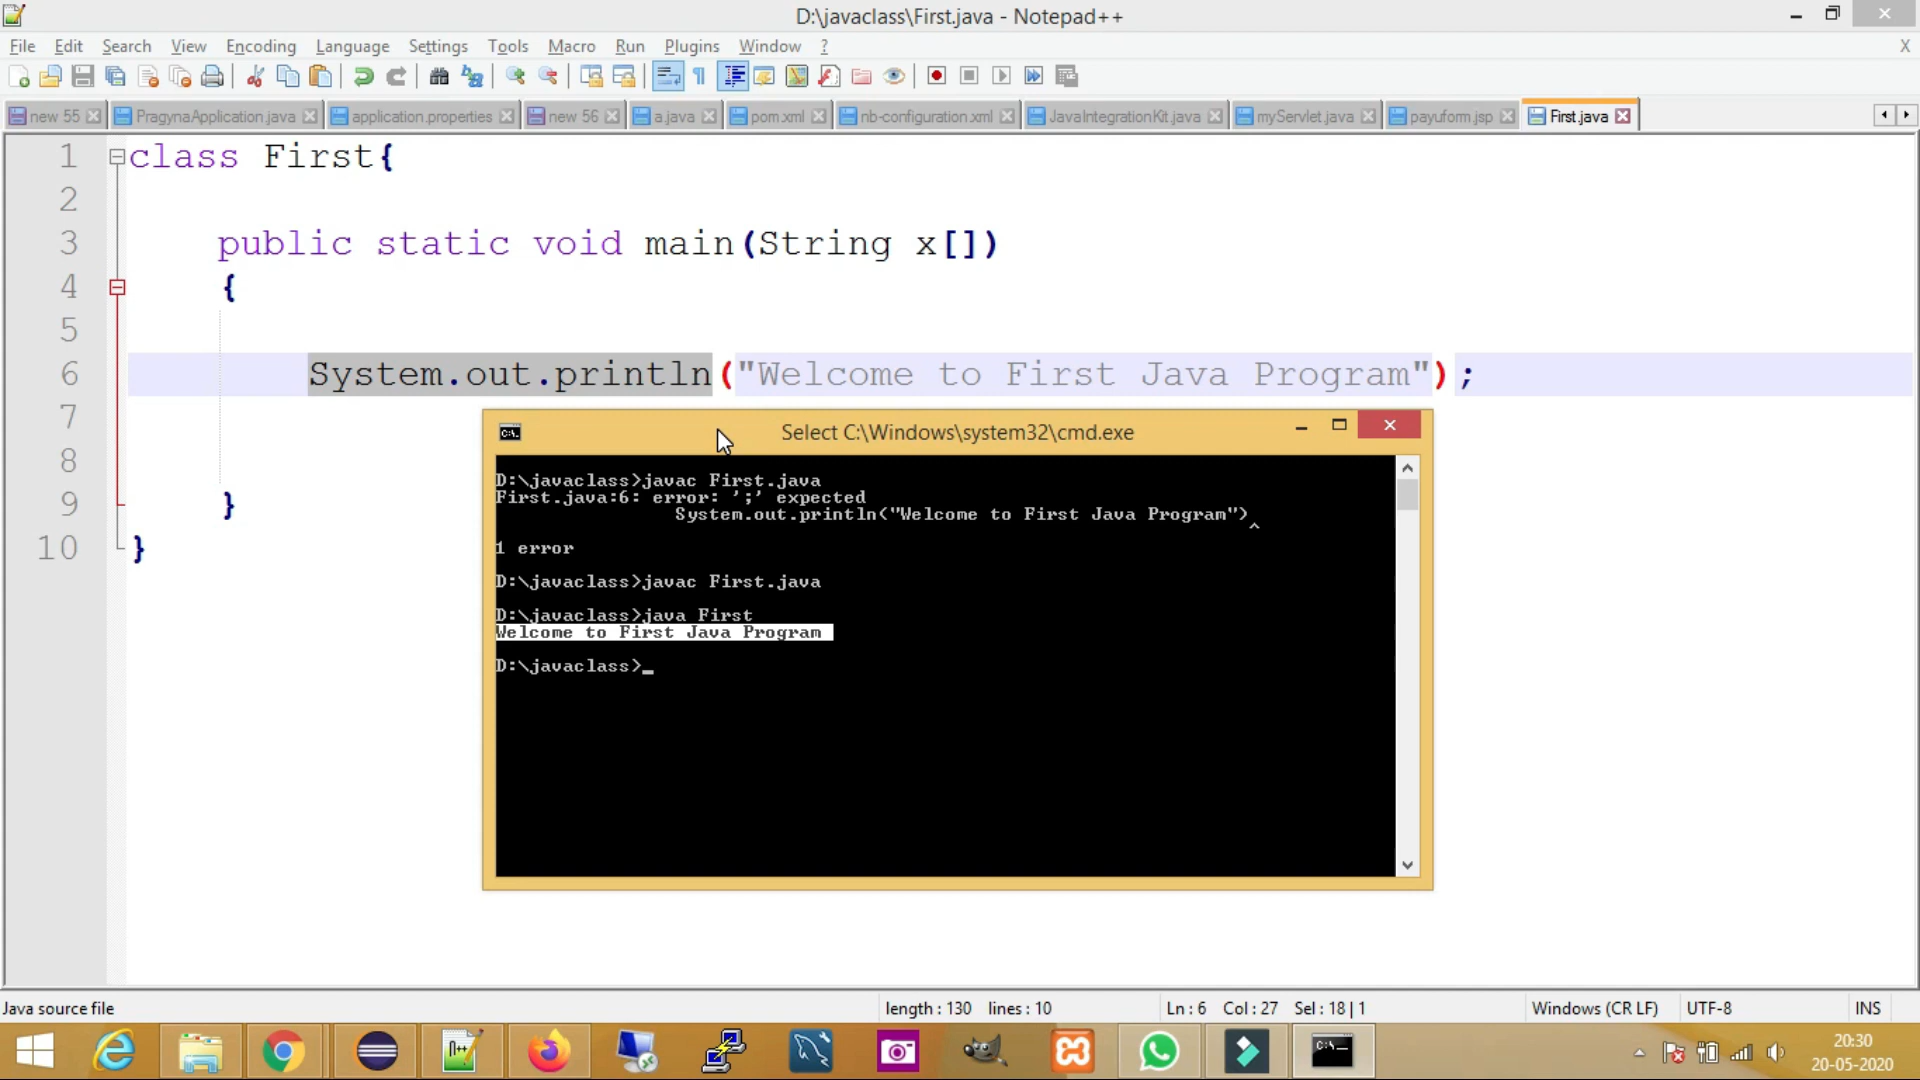 D:\javaclass\First.java - Notepad++
File Edit Search View Encoding Language Settings Tools Macro Run Plugins Window ? X
new 55 PragynaApplication.java application.properties new 56 a.java pom.xml nb-configuration.xml JavaIntegrationKit.java myServlet.java payuform.jsp First.java
1 class First{
2
3 public static void main(String x[])
4 {
5
6 System.out.println("Welcome to First Java Program");
7
8
9 }
10 }
Select C:\Windows\system32\cmd.exe
D:\javaclass>javac First.java
First.java:6: error: ';' expected
System.out.println("Welcome to First Java Program")
^
1 error
D:\javaclass>javac First.java
D:\javaclass>java First
Welcome to First Java Program
D:\javaclass>_
Java source file length : 130 lines : 10 Ln : 6 Col : 27 Sel : 18 | 1 Windows (CR LF) UTF-8 INS
20:30
20-05-2020